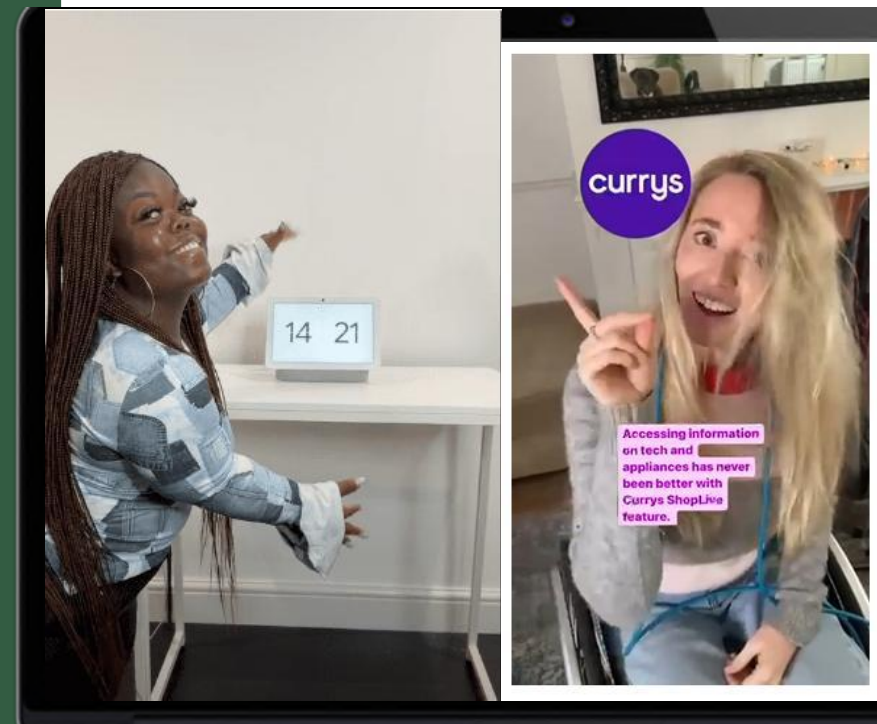 14 21
currys
Accessing information
on tech and
appliances has never
been better with
Currys ShopLive
feature.